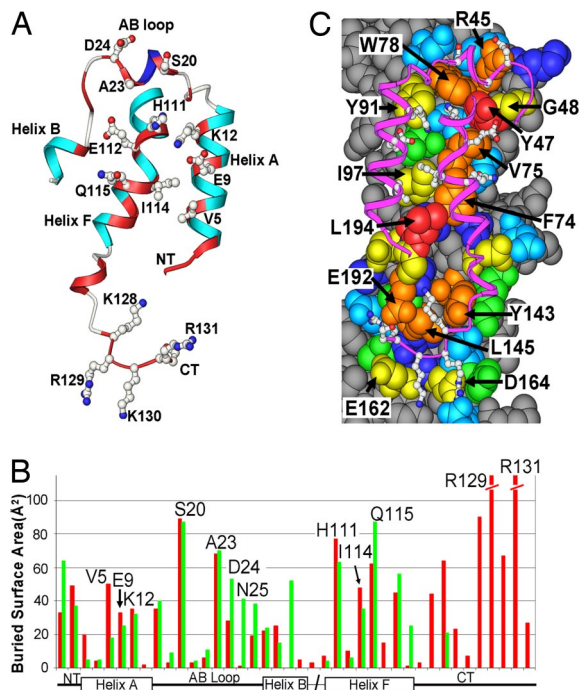 A
AB loop
D24
S20
A23
H111
Helix B
E112
K12
Helix A
E9
Q115
I114
Helix F
V5
NT
K128
R131
CT
R129
K130
C
R45
W78
Y91
G48
Y47
V75
I97
F74
L194
E192
Y143
L145
D164
E162
B
Buried Surface Area(Å²)
100
80
60
40
20
0
V5
E9
K12
S20
A23
D24
N25
H111
I114
Q115
R129
R131
NT
Helix A
AB Loop
Helix B
/
Helix F
CT